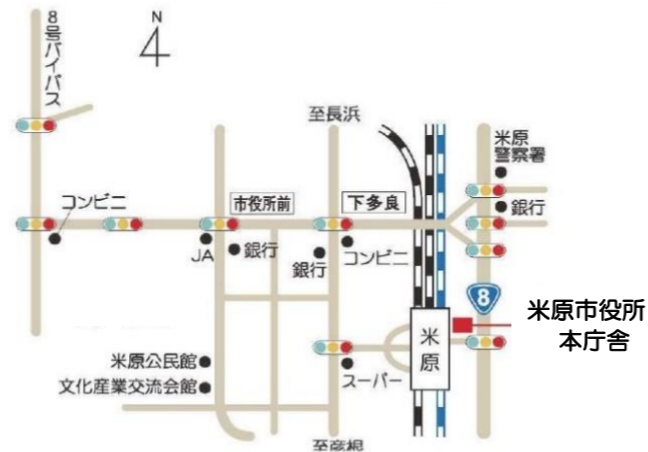 8号バイパス
N
至長浜
米原
警察署
銀行
コンビニ
市役所前
下多良
JA
銀行
銀行
コンビニ
8
米原市役所
本庁舎
米原
米原公民館
文化産業交流会館
スーパー
至彦根